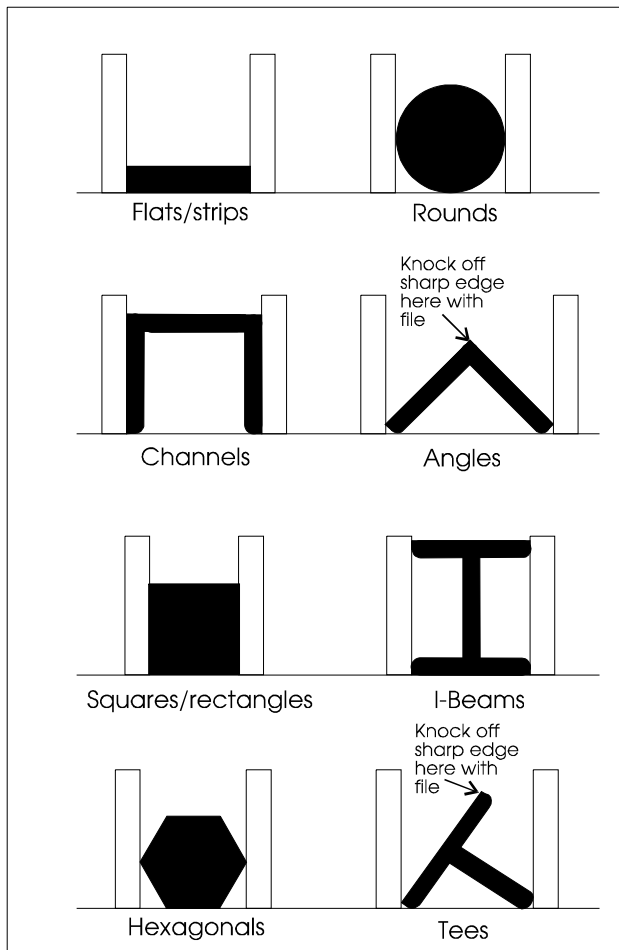 Flats/strips
Rounds
Knock off
sharp edge
here with
file
Channels
Angles
Squares/rectangles
I-Beams
Knock off
sharp edge
here with
file
Hexagonals
Tees